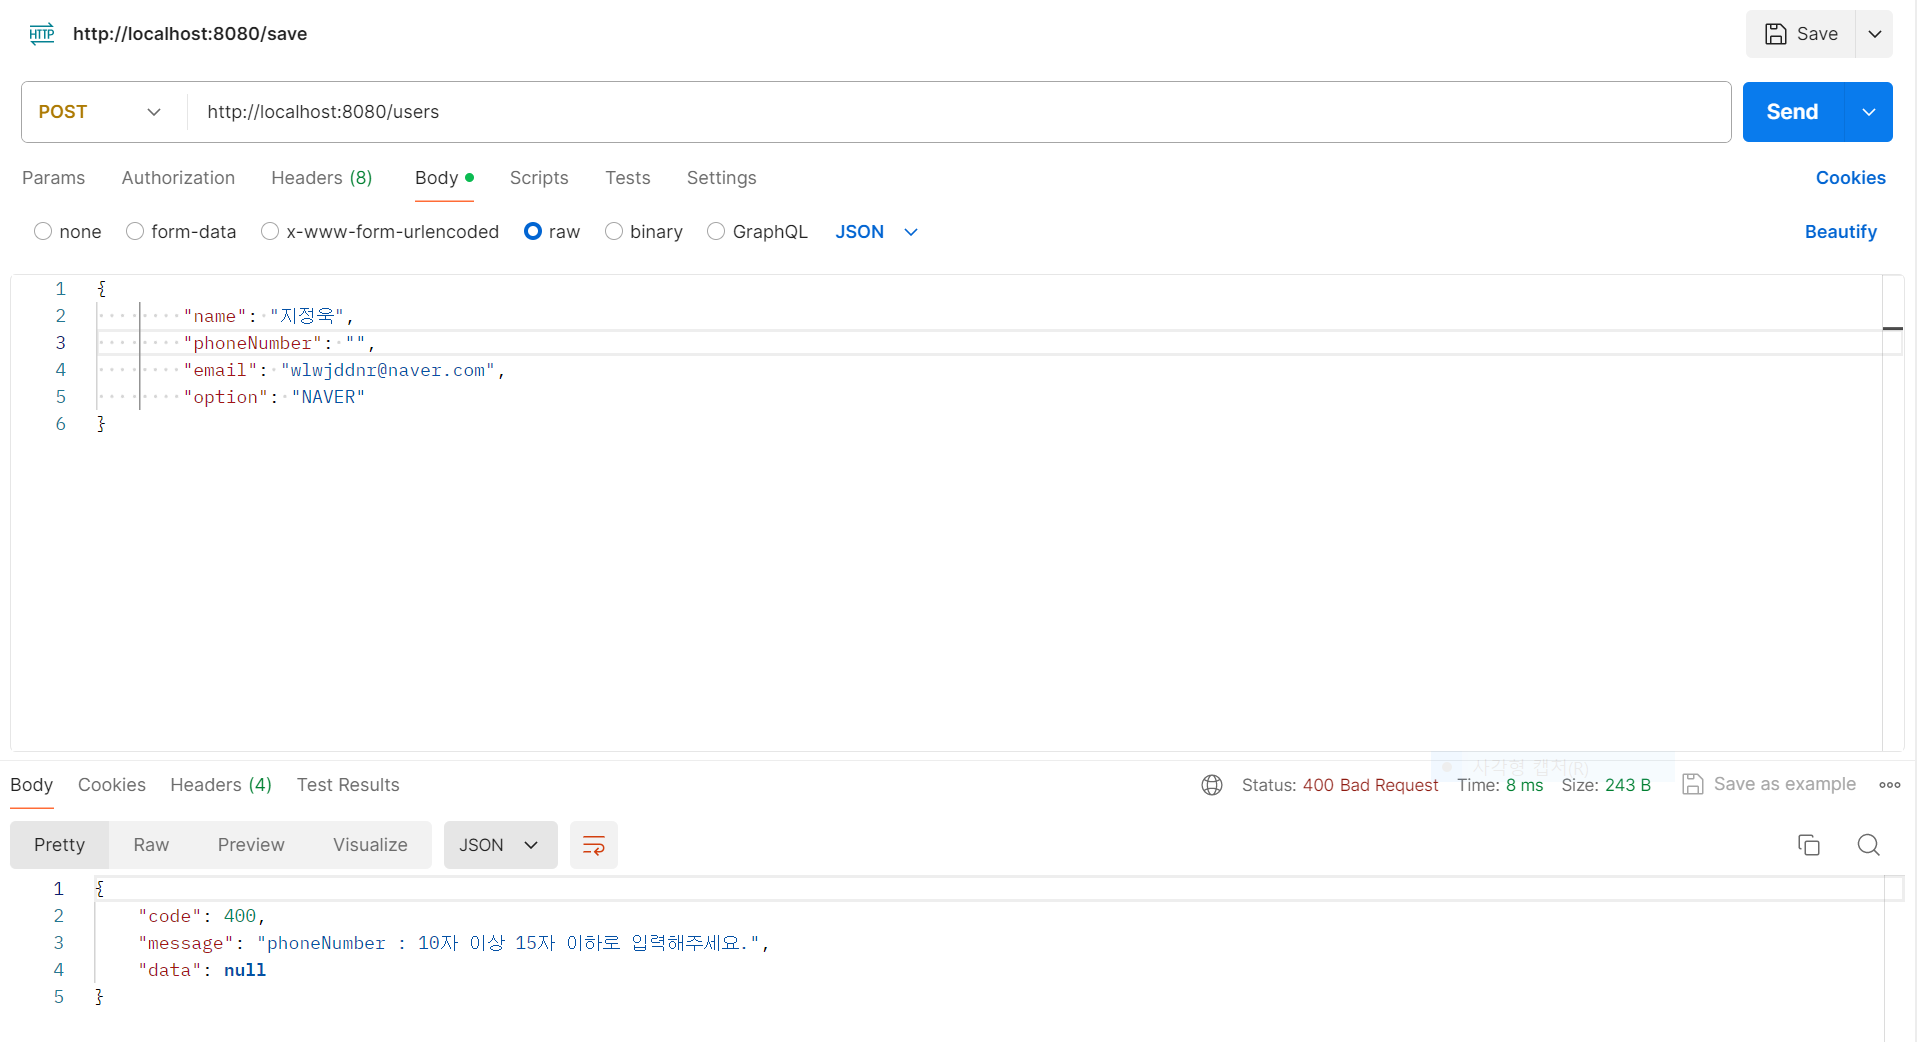 HTTP http://localhost:8080/save Save
POST http://localhost:8080/users Send
Params Authorization Headers (8) Body Scripts Tests Settings Cookies
none form-data x-www-form-urlencoded raw binary GraphQL JSON Beautify
1 {
2 "name": "지정욱",
3 "phoneNumber": "",
4 "email": "wlwjddnr@naver.com",
5 "option": "NAVER"
6 }
사각형 캡처(R)
Body Cookies Headers (4) Test Results Status: 400 Bad Request Time: 8 ms Size: 243 B Save as example
Pretty Raw Preview Visualize JSON
1 {
2 "code": 400,
3 "message": "phoneNumber : 10자 이상 15자 이하로 입력해주세요.",
4 "data": null
5 }